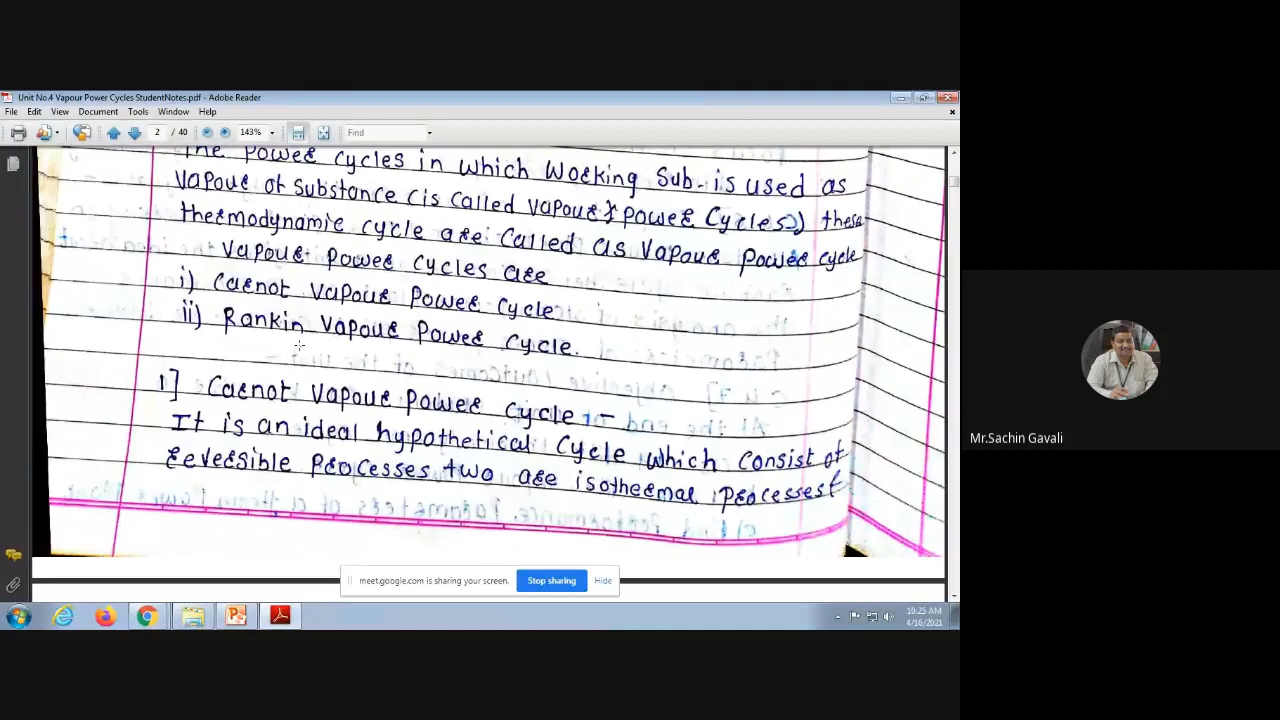 Unit No.4 Vapour Power Cycles StudentNotes.pdf - Adobe Reader
File Edit View Document Tools Window Help
2 / 40 143% Find
The Power cycles in which Working Sub. is used as
Vapour of Substance (is called Vapour } power Cycles)) these
thermodynamic cycle are called as Vapour Power cycle
Vapour Power cycles are
i) Carnot Vapour Power Cycle
ii) Rankin Vapour Power cycle.
1] Carnot Vapour Power cycle :-
It is an ideal hypothetical Cycle which consist of
reversible Processes two are isothermal processes &
Mr.Sachin Gavali
meet.google.com is sharing your screen. Stop sharing Hide
10:25 AM
4/16/2021